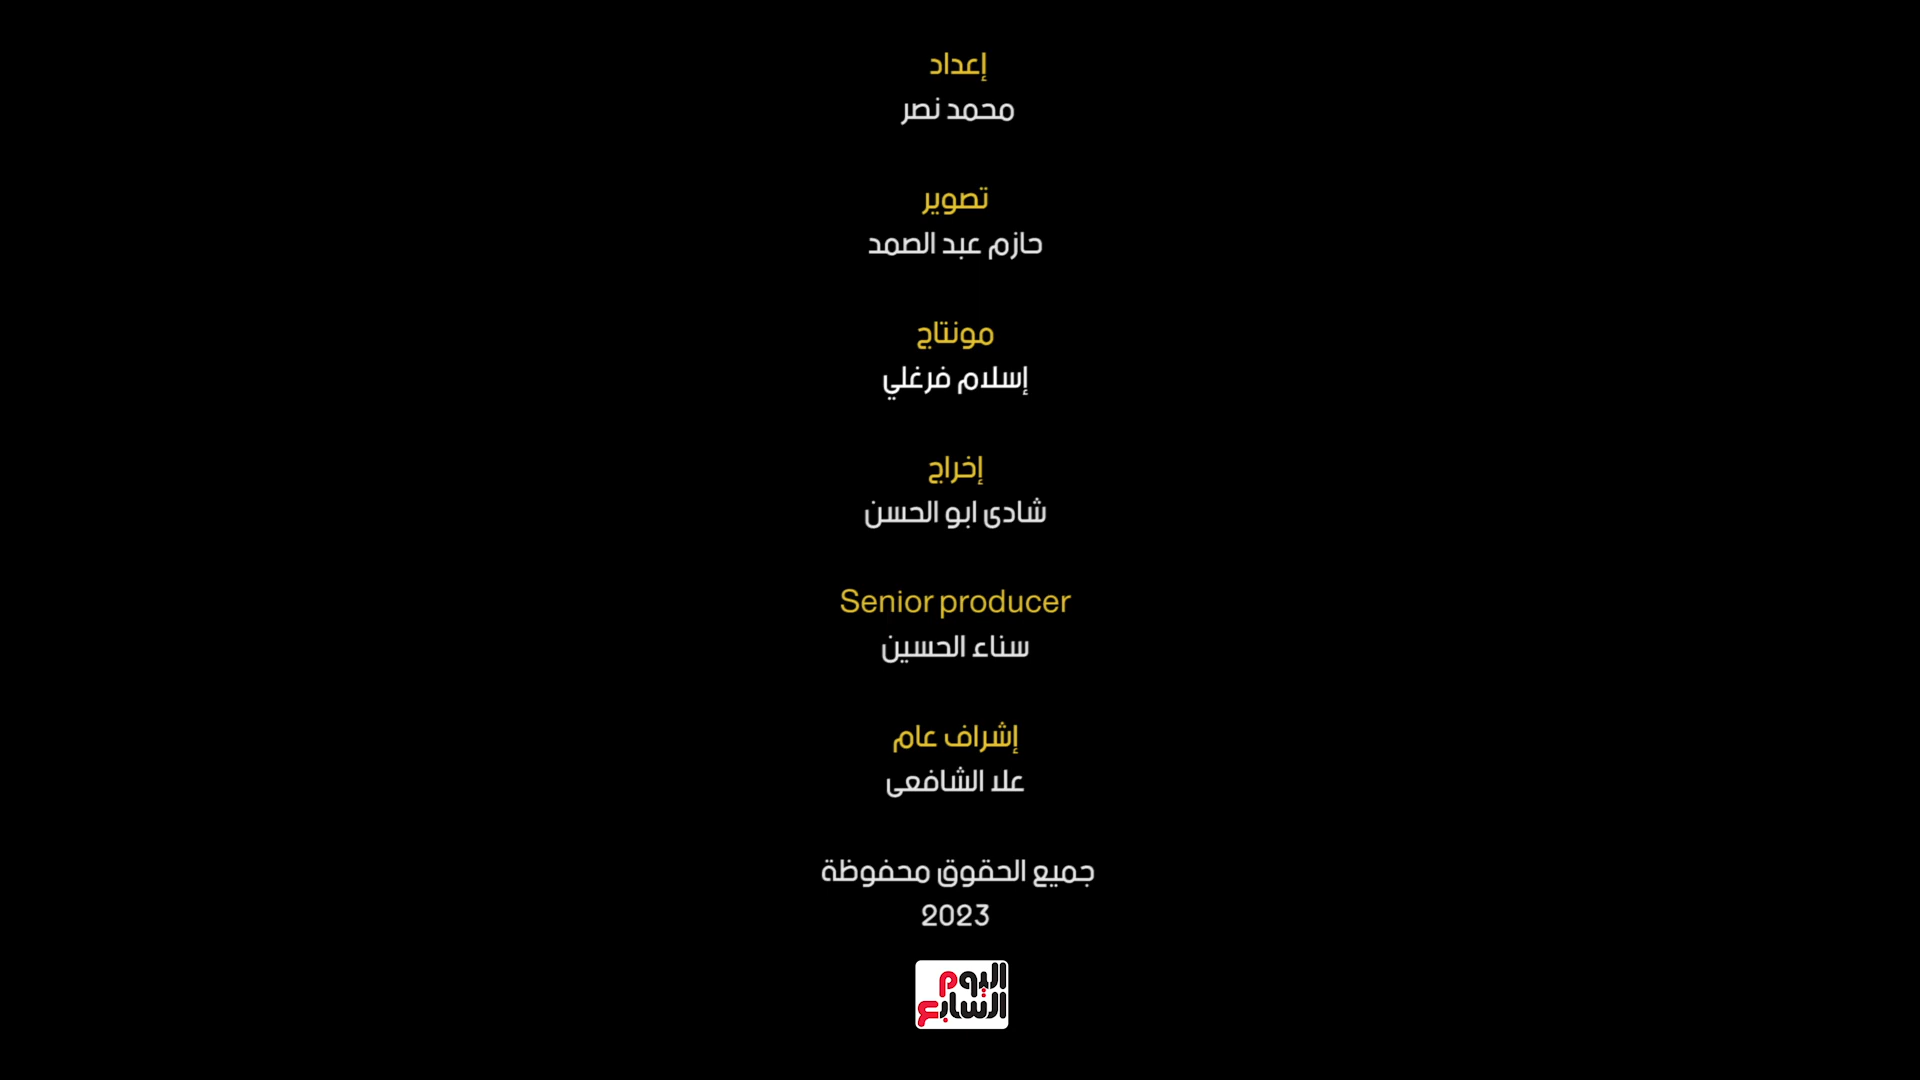 إعداد
محمد نصر
تصوير
حازم عبد الصمد
مونتاج
إسلام فرغلي
إخراج
شادى ابو الحسن
Senior producer
سناء الحسين
إشراف عام
علا الشافعى
جميع الحقوق محفوظة
2023
اليوم
السابع